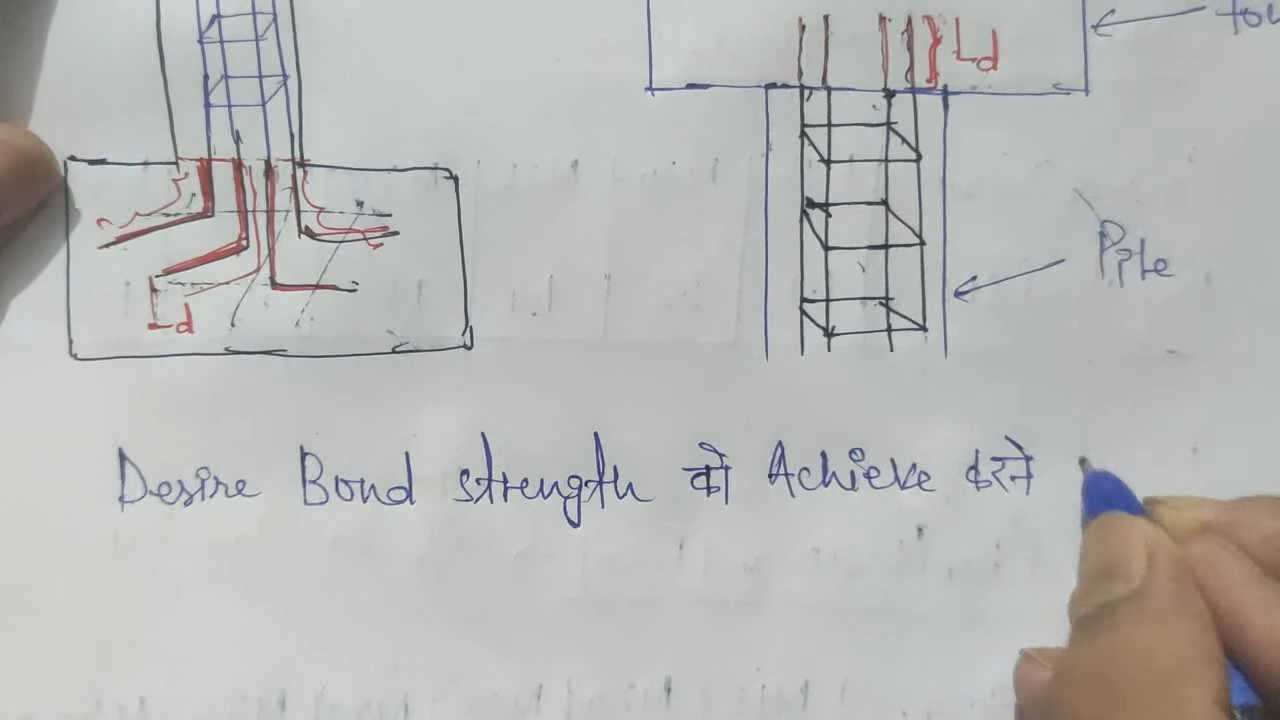 Ld
Ld
Pile
Desire Bond strength को Achieve करने